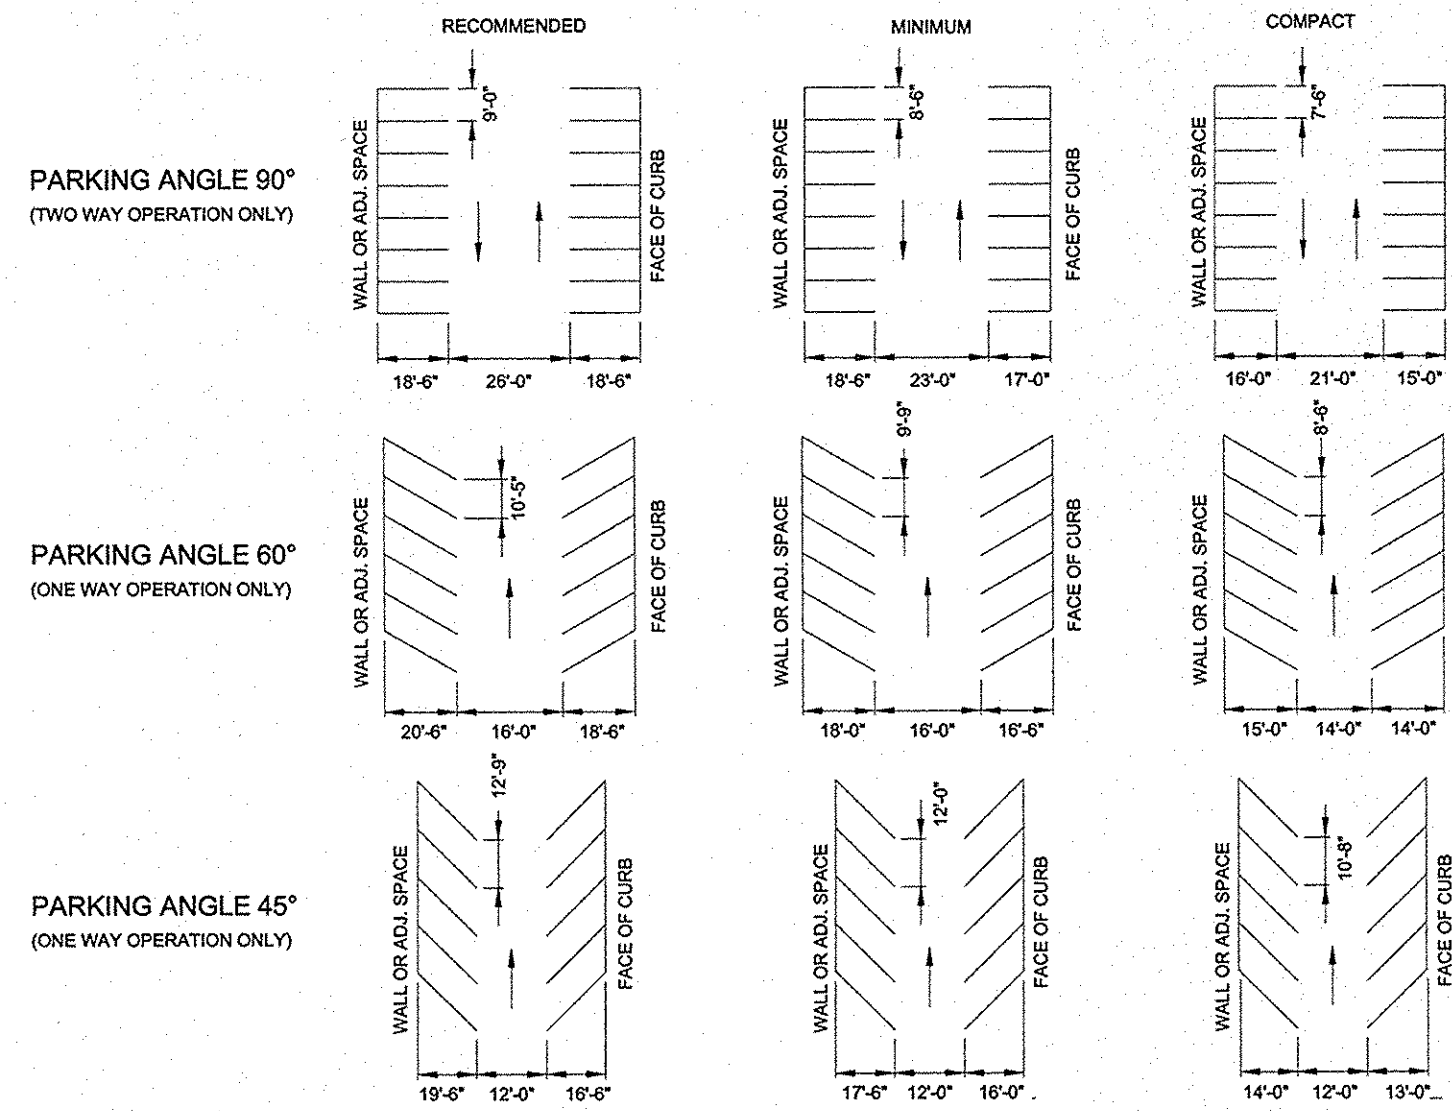 RECOMMENDED
MINIMUM
COMPACT
PARKING ANGLE 90°
(TWO WAY OPERATION ONLY)
WALL OR ADJ. SPACE
9'-0"
FACE OF CURB
18'-6"
26'-0"
18'-6"
WALL OR ADJ. SPACE
8'-6"
FACE OF CURB
18'-6"
23'-0"
17'-0"
WALL OR ADJ. SPACE
7'-6"
16'-0"
21'-0"
15'-0"
PARKING ANGLE 60°
(ONE WAY OPERATION ONLY)
WALL OR ADJ. SPACE
10'-5"
FACE OF CURB
20'-6"
16'-0"
18'-6"
WALL OR ADJ. SPACE
9'-9"
FACE OF CURB
18'-0"
16'-0"
16'-6"
WALL OR ADJ. SPACE
8'-6"
15'-0"
14'-0"
14'-0"
PARKING ANGLE 45°
(ONE WAY OPERATION ONLY)
WALL OR ADJ. SPACE
12'-9"
FACE OF CURB
19'-6"
12'-0"
16'-6"
WALL OR ADJ. SPACE
12'-0"
FACE OF CURB
17'-6"
12'-0"
16'-0"
WALL OR ADJ. SPACE
10'-8"
FACE OF CURB
14'-0"
12'-0"
13'-0"